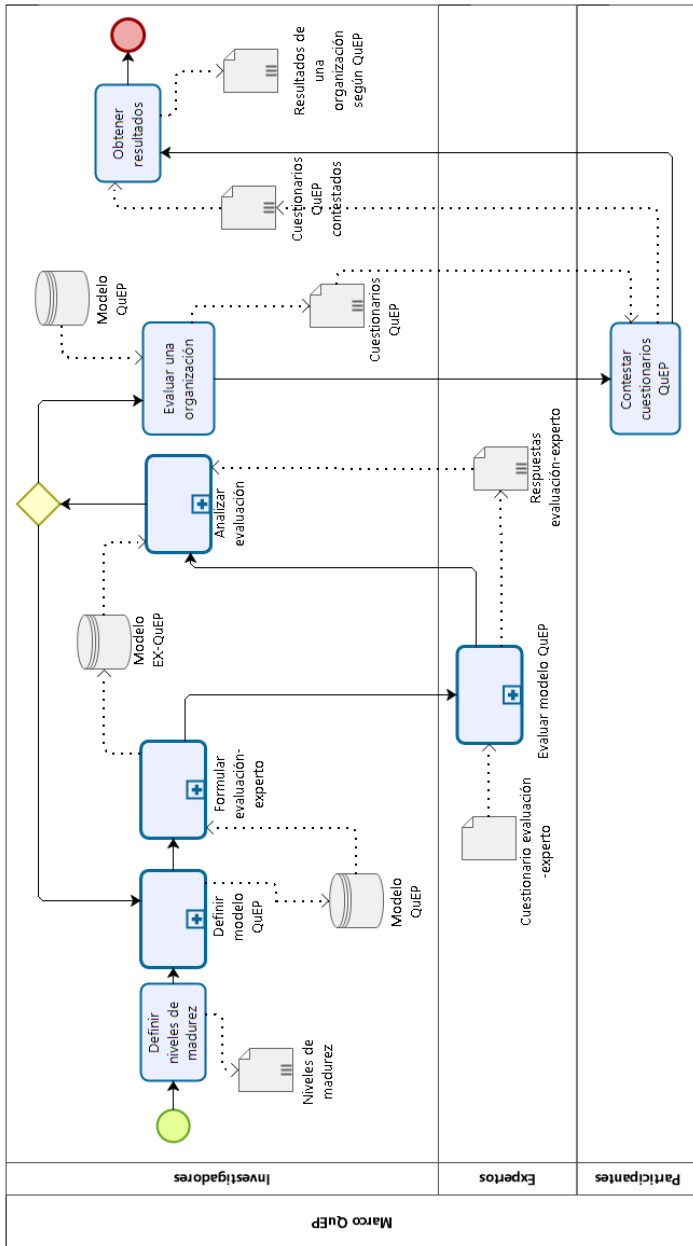 Marco QuEP
Investigadores
Definir
niveles de
madurez
Niveles de
madurez
Definir
modelo
QuEP
Modelo
QuEP
Formular
evaluación-
experto
Modelo
EX-QuEP
Analizar
evaluación
Evaluar una
organización
Modelo
QuEP
Cuestionarios
QuEP
Cuestionarios
QuEP
contestados
Obtener
resultados
Resultados de
una
organización
según QuEP
Expertos
Cuestionario evaluación
-experto
Evaluar modelo QuEP
Respuestas
evaluación-experto
Participantes
Contestar
cuestionarios
QuEP